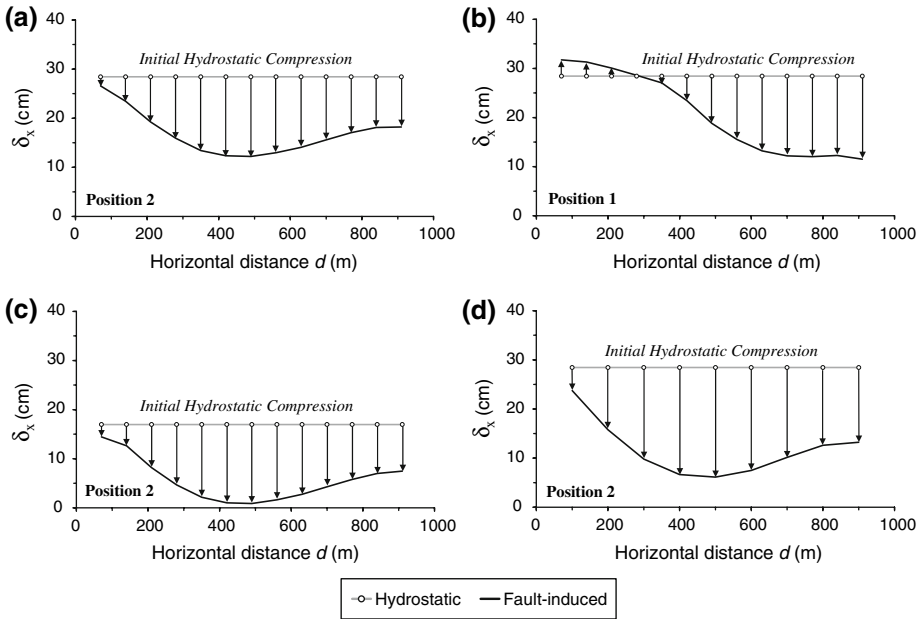 (a)
40
30
20
10
0
δx (cm)
Initial Hydrostatic Compression
Position 2
0 200 400 600 800 1000
Horizontal distance d (m)
(b)
40
30
20
10
0
δx (cm)
Initial Hydrostatic Compression
Position 1
0 200 400 600 800 1000
Horizontal distance d (m)
(c)
40
30
20
10
0
δx (cm)
Initial Hydrostatic Compression
Position 2
0 200 400 600 800 1000
Horizontal distance d (m)
(d)
40
30
20
10
0
δx (cm)
Initial Hydrostatic Compression
Position 2
0 200 400 600 800 1000
Horizontal distance d (m)
Hydrostatic Fault-induced